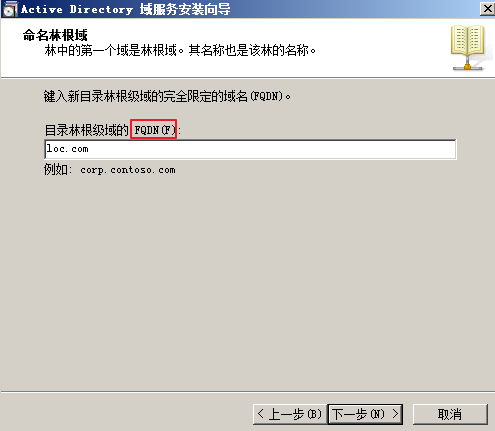 Active Directory 域服务安装向导
命名林根域
林中的第一个域是林根域。其名称也是该林的名称。
键入新目录林根级域的完全限定的域名(FQDN)。
目录林根级域的 FQDN(F):
loc.com
例如: corp.contoso.com
< 上一步(B) 下一步(N) > 取消